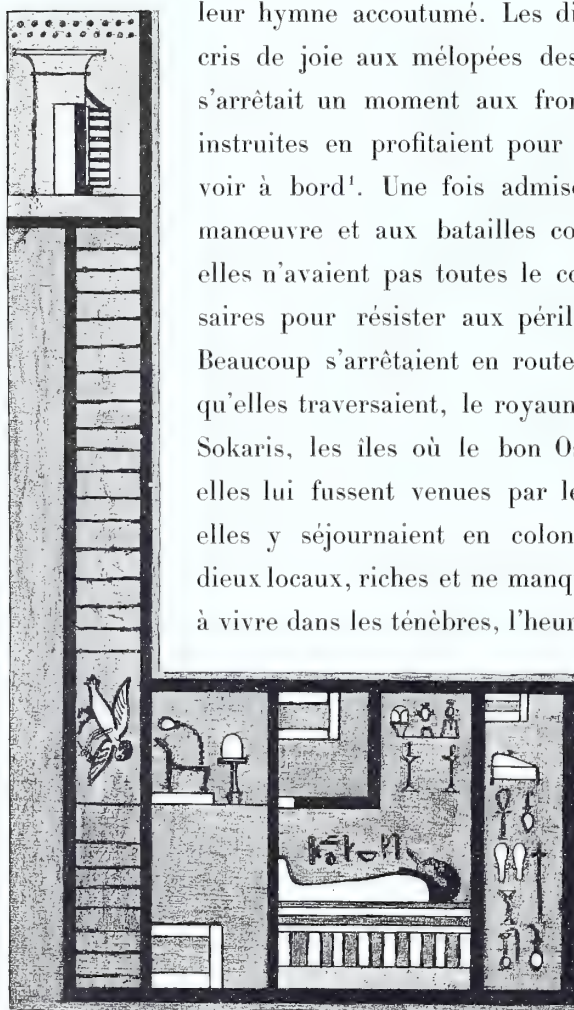 leur hymne accoutumé. Les di
cris de joie aux mélopées des
s'arrêtait un moment aux fron
instruites en profitaient pour
voir à bord¹. Une fois admise
manœuvre et aux batailles co
elles n'avaient pas toutes le co
saires pour résister aux péril
Beaucoup s'arrêtaient en route
qu'elles traversaient, le royaum
Sokaris, les îles où le bon O
elles lui fussent venues par le
elles y séjournaient en colon
dieux locaux, riches et ne manq
à vivre dans les ténèbres, l'heur